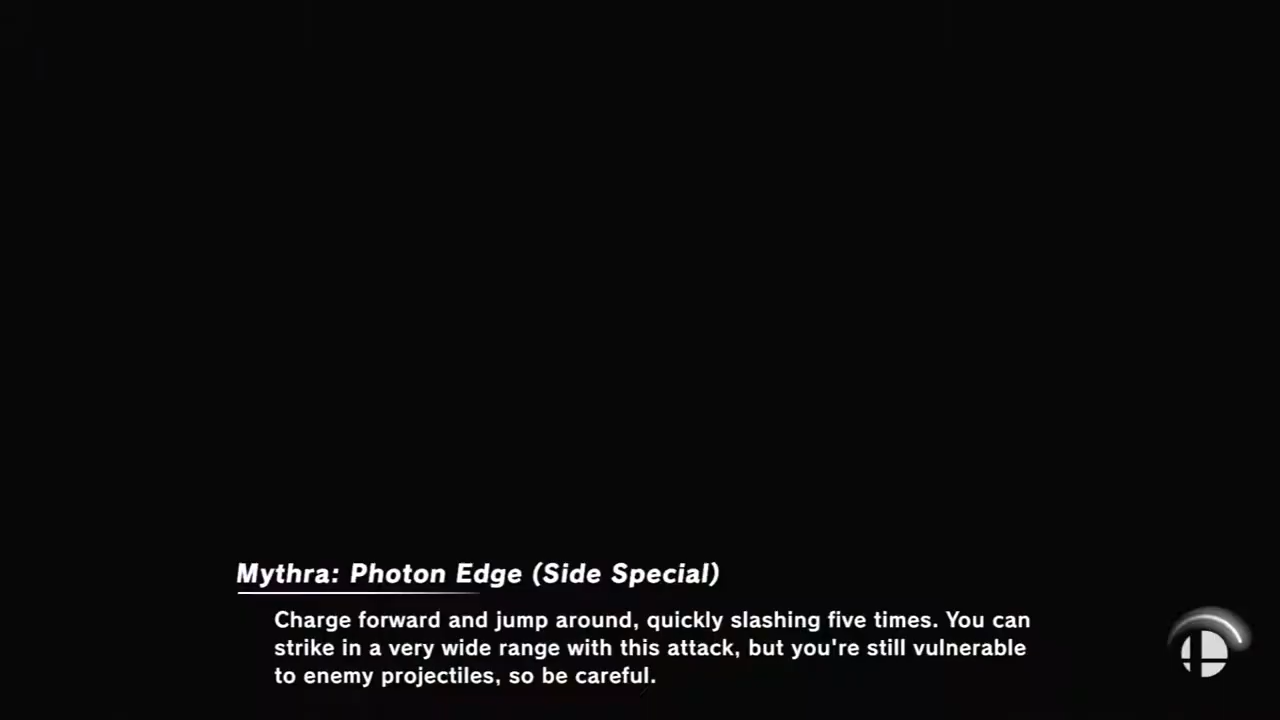 Mythra: Photon Edge (Side Special)
Charge forward and jump around, quickly slashing five times. You can
strike in a very wide range with this attack, but you're still vulnerable
to enemy projectiles, so be careful.